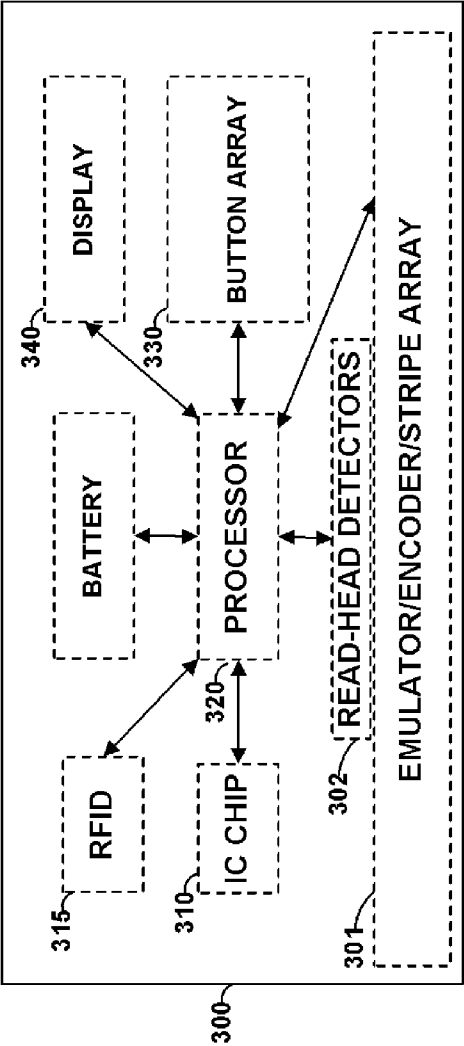 340
DISPLAY
315
RFID
BATTERY
330
BUTTON ARRAY
310
IC CHIP
320
PROCESSOR
300
302
READ-HEAD DETECTORS
301
EMULATOR/ENCODER/STRIPE ARRAY